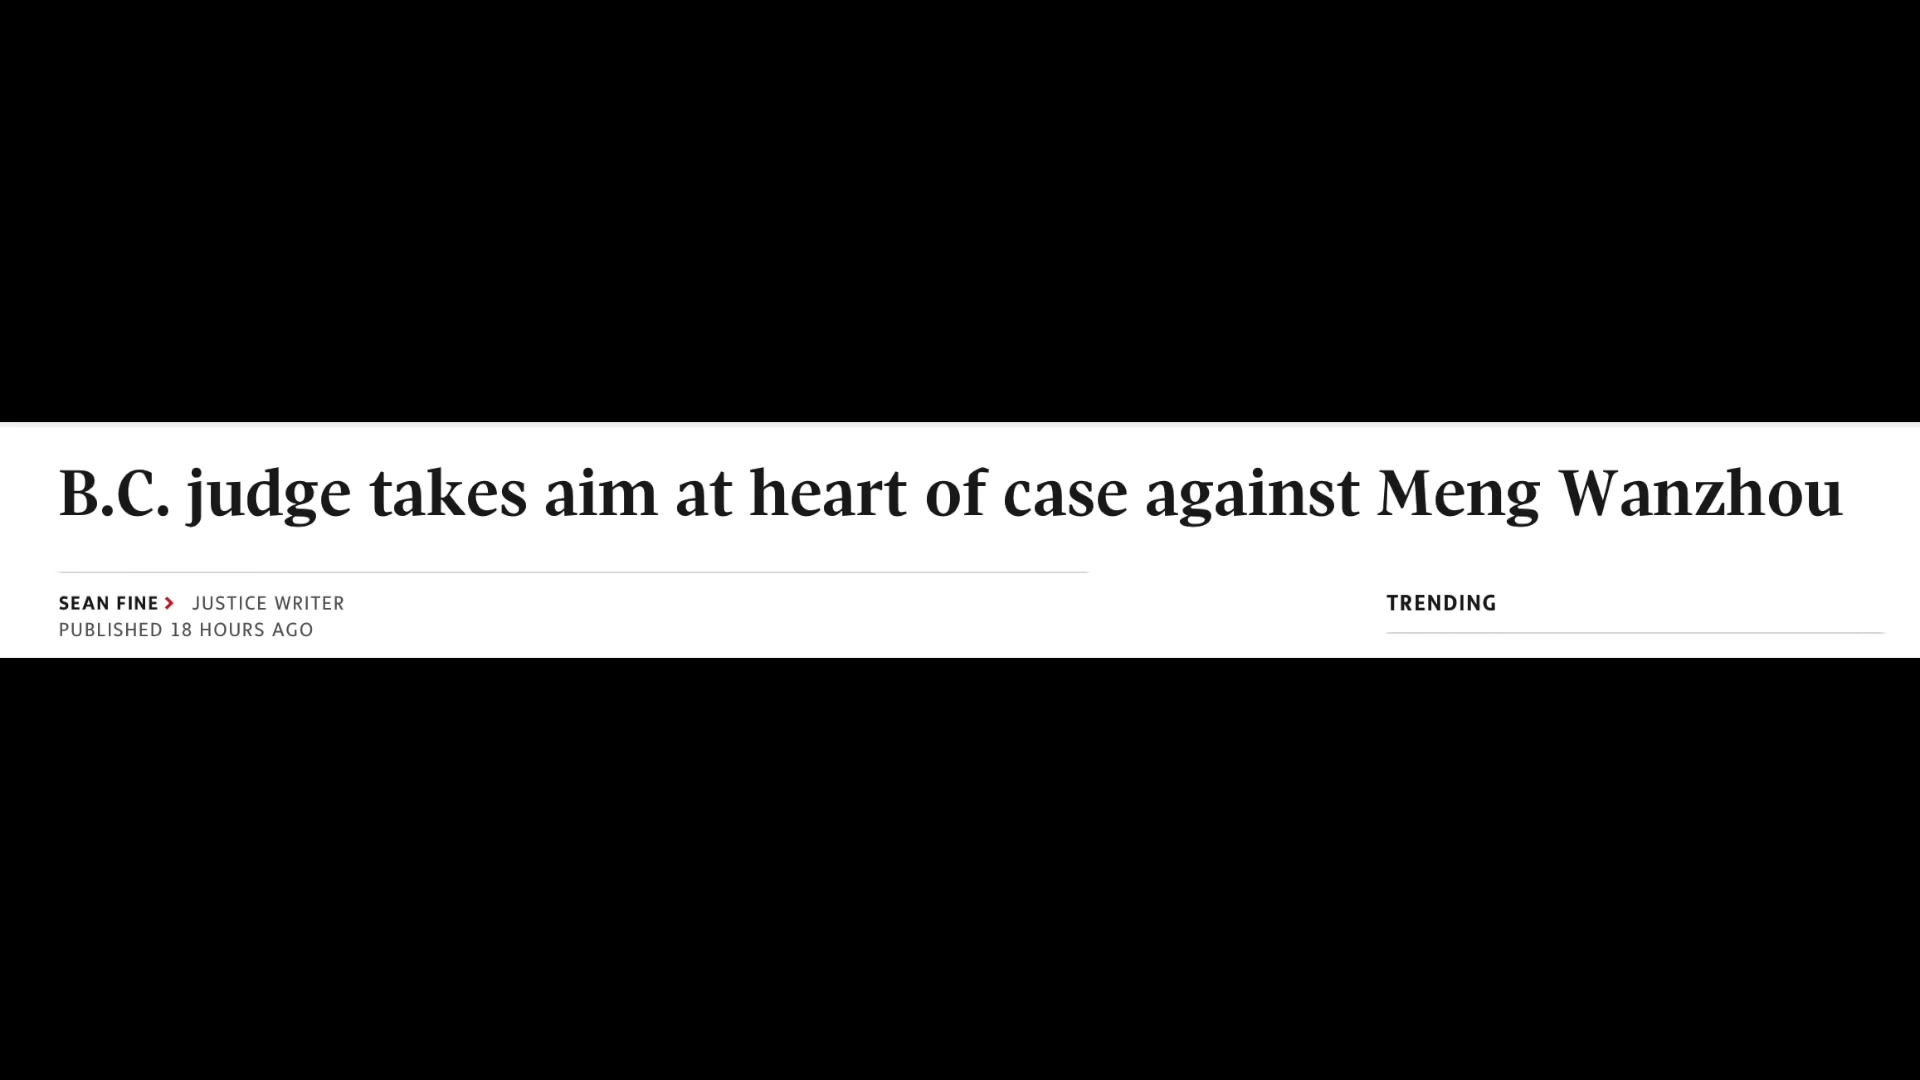 B.C. judge takes aim at heart of case against Meng Wanzhou
SEAN FINE > JUSTICE WRITER
PUBLISHED 18 HOURS AGO
TRENDING